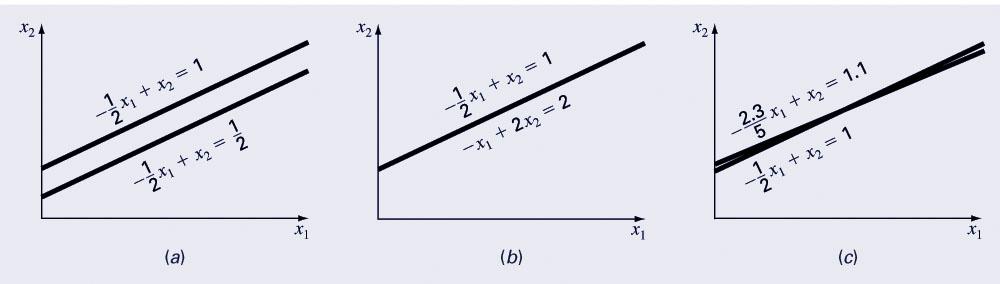 x₂
-1/2 x₁ + x₂ = 1
-1/2 x₁ + x₂ = 1/2
x₁
(a)
x₂
-1/2 x₁ + x₂ = 1
-x₁ + 2x₂ = 2
x₁
(b)
x₂
-2.3/5 x₁ + x₂ = 1.1
-1/2 x₁ + x₂ = 1
x₁
(c)